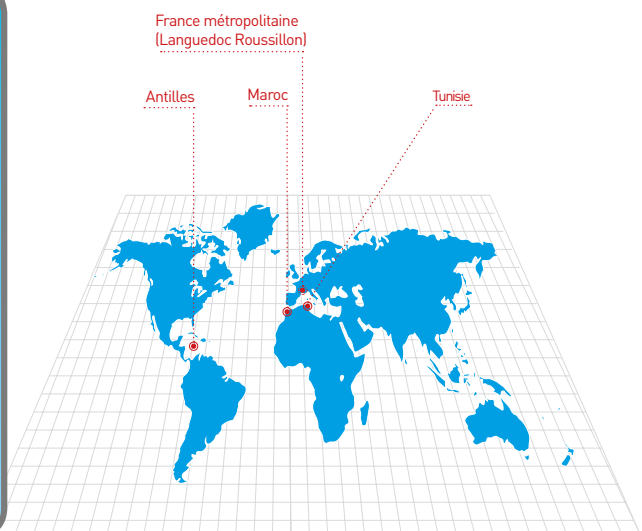 France métropolitaine
(Languedoc Roussillon)
Antilles
Maroc
Tunisie